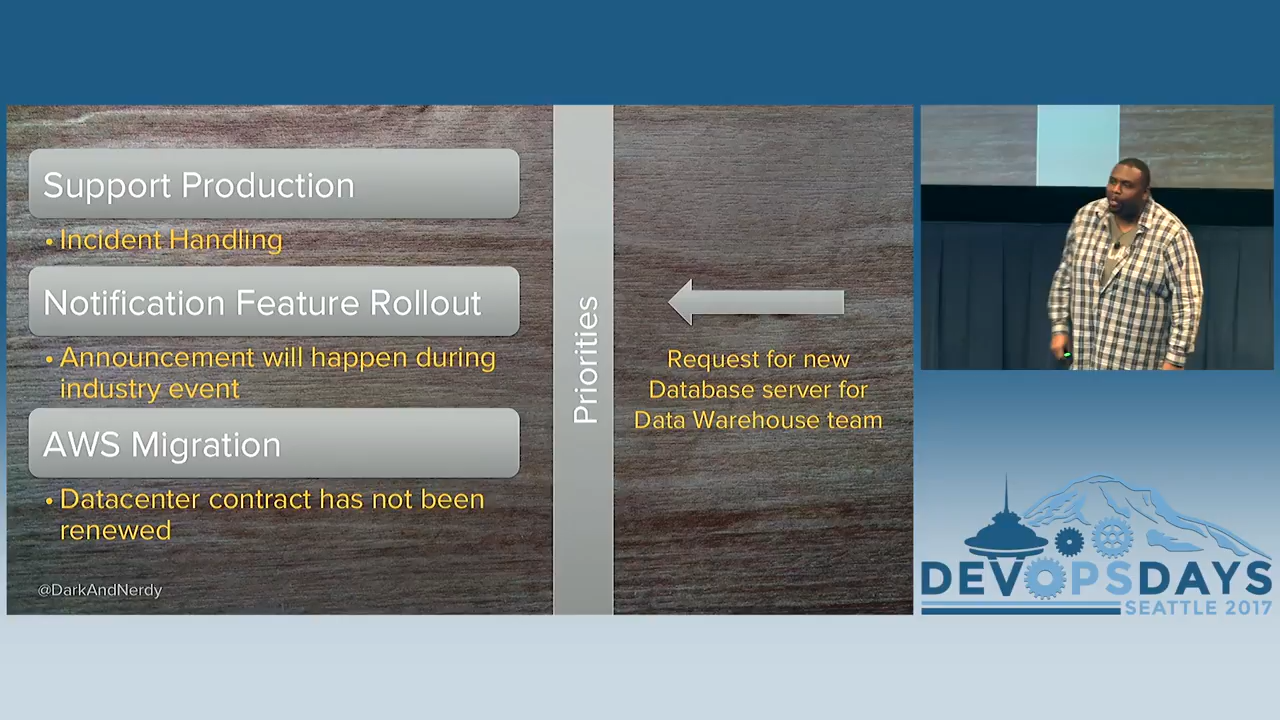 Support Production
• Incident Handling
Notification Feature Rollout
• Announcement will happen during
industry event
AWS Migration
• Datacenter contract has not been
renewed
@DarkAndNerdy
Priorities
Request for new
Database server for
Data Warehouse team
DEVOPSDAYS
SEATTLE 2017